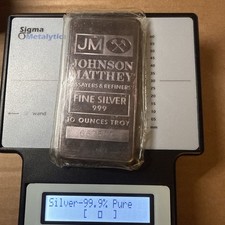 Sigma
Metalytics
JM
JOHNSON
MATTHEY
ASSAYERS & REFINERS
FINE SILVER
999
10 OUNCES TROY
Silver-99.9% Pure
[ ▯ ]